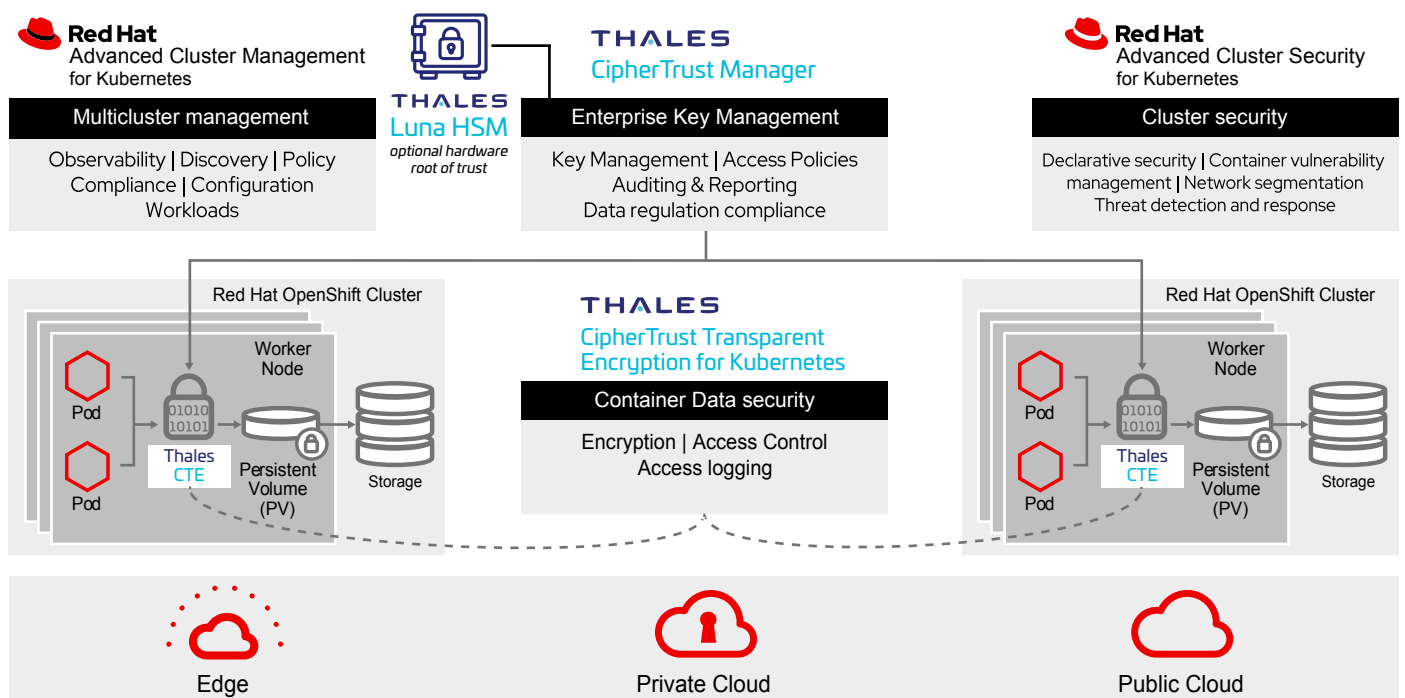 Red Hat
Advanced Cluster Management
for Kubernetes
Multicluster management
Observability | Discovery | Policy
Compliance | Configuration
Workloads
THALES
Luna HSM
optional hardware
root of trust
THALES
CipherTrust Manager
Enterprise Key Management
Key Management | Access Policies
Auditing & Reporting
Data regulation compliance
Red Hat
Advanced Cluster Security
for Kubernetes
Cluster security
Declarative security | Container vulnerability
management | Network segmentation
Threat detection and response
Red Hat OpenShift Cluster
Worker
Node
Pod
Pod
01010
10101
Thales
CTE
Persistent
Volume
(PV)
Storage
THALES
CipherTrust Transparent
Encryption for Kubernetes
Container Data security
Encryption | Access Control
Access logging
Red Hat OpenShift Cluster
Worker
Node
Pod
Pod
01010
10101
Thales
CTE
Persistent
Volume
(PV)
Storage
Edge
Private Cloud
Public Cloud